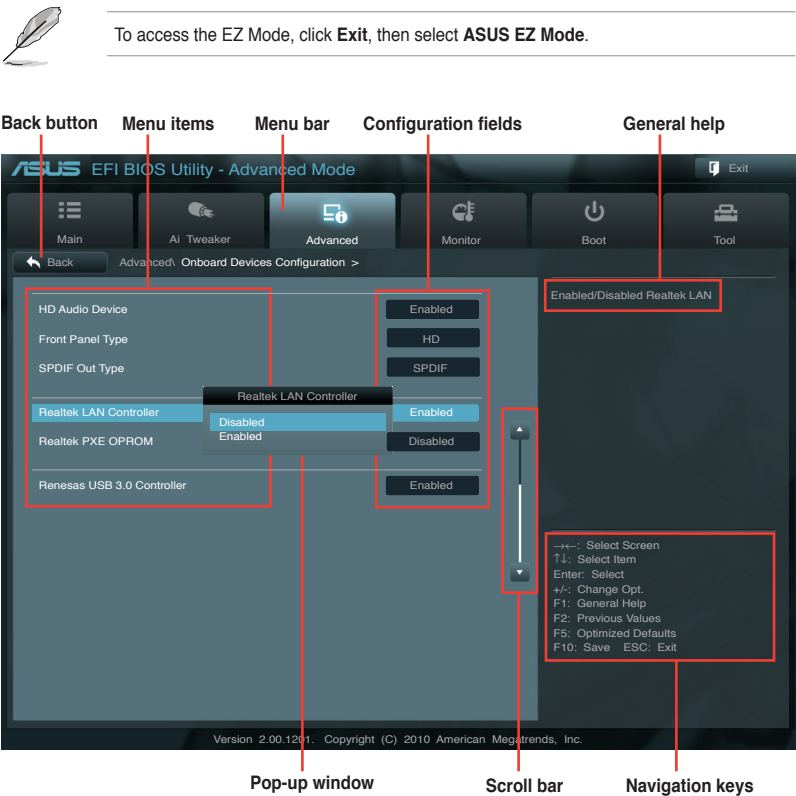 To access the EZ Mode, click Exit, then select ASUS EZ Mode.
Back button Menu items Menu bar Configuration fields General help
ASUS EFI BIOS Utility - Advanced Mode Exit
Main Ai Tweaker Advanced Monitor Boot Tool
Back Advanced\ Onboard Devices Configuration >
Enabled/Disabled Realtek LAN
HD Audio Device Enabled
Front Panel Type HD
SPDIF Out Type SPDIF
Realtek LAN Controller
Realtek LAN Controller Enabled
Disabled
Enabled
Realtek PXE OPROM Disabled
Renesas USB 3.0 Controller Enabled
→←: Select Screen
↑↓: Select Item
Enter: Select
+/-: Change Opt.
F1: General Help
F2: Previous Values
F5: Optimized Defaults
F10: Save ESC: Exit
Version 2.00.1201. Copyright (C) 2010 American Megatrends, Inc.
Pop-up window Scroll bar Navigation keys